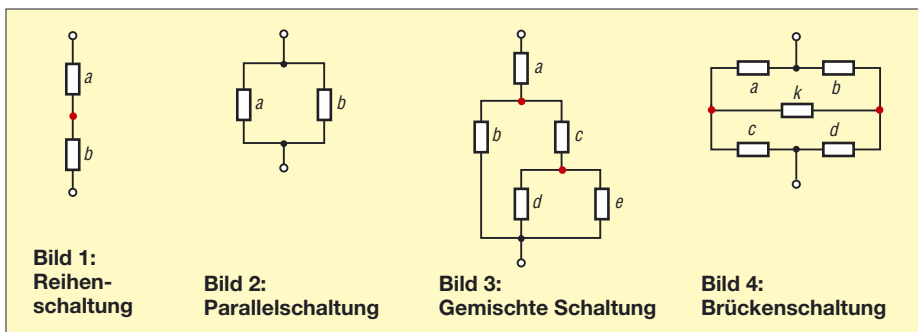 a
b
Bild 1:
Reihen-
schaltung
a
b
Bild 2:
Parallelschaltung
a
b
c
d
e
Bild 3:
Gemischte Schaltung
a
b
k
c
d
Bild 4:
Brückenschaltung